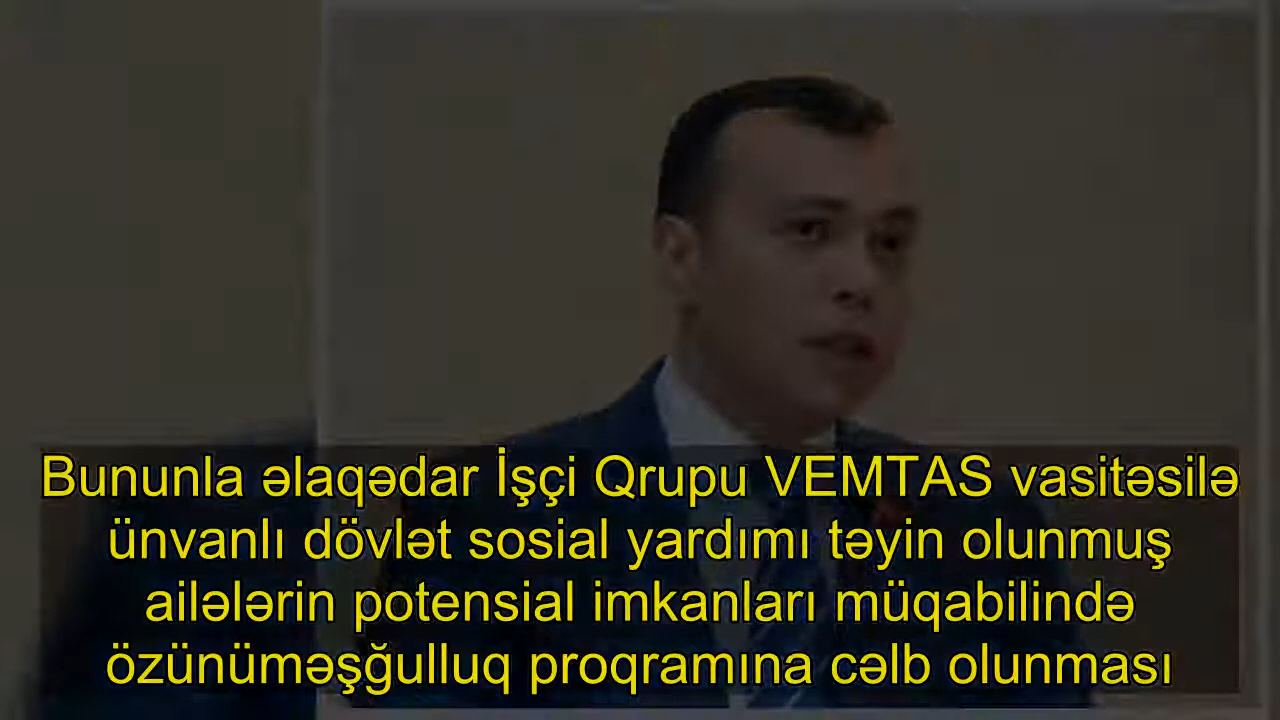 Bununla əlaqədar İşçi Qrupu VEMTAS vasitəsilə
ünvanlı dövlət sosial yardımı təyin olunmuş
ailələrin potensial imkanları müqabilində
özünüməşğulluq proqramına cəlb olunması